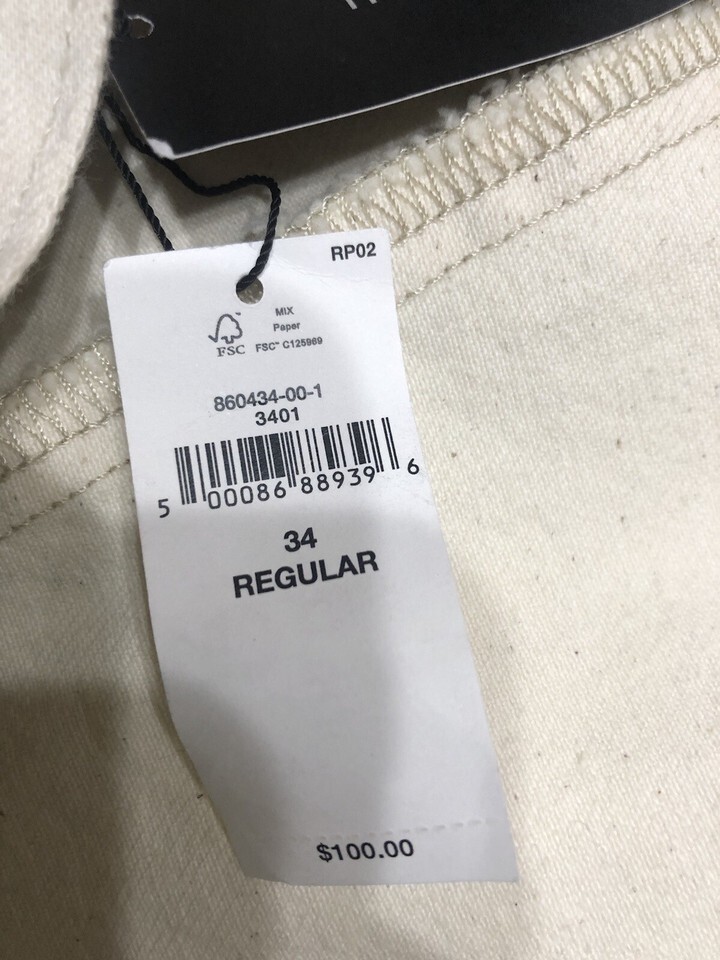 RP02
MIX
Paper
FSC
FSC™ C125969
860434-00-1
3401
5 00086 88939 6
34
REGULAR
$100.00